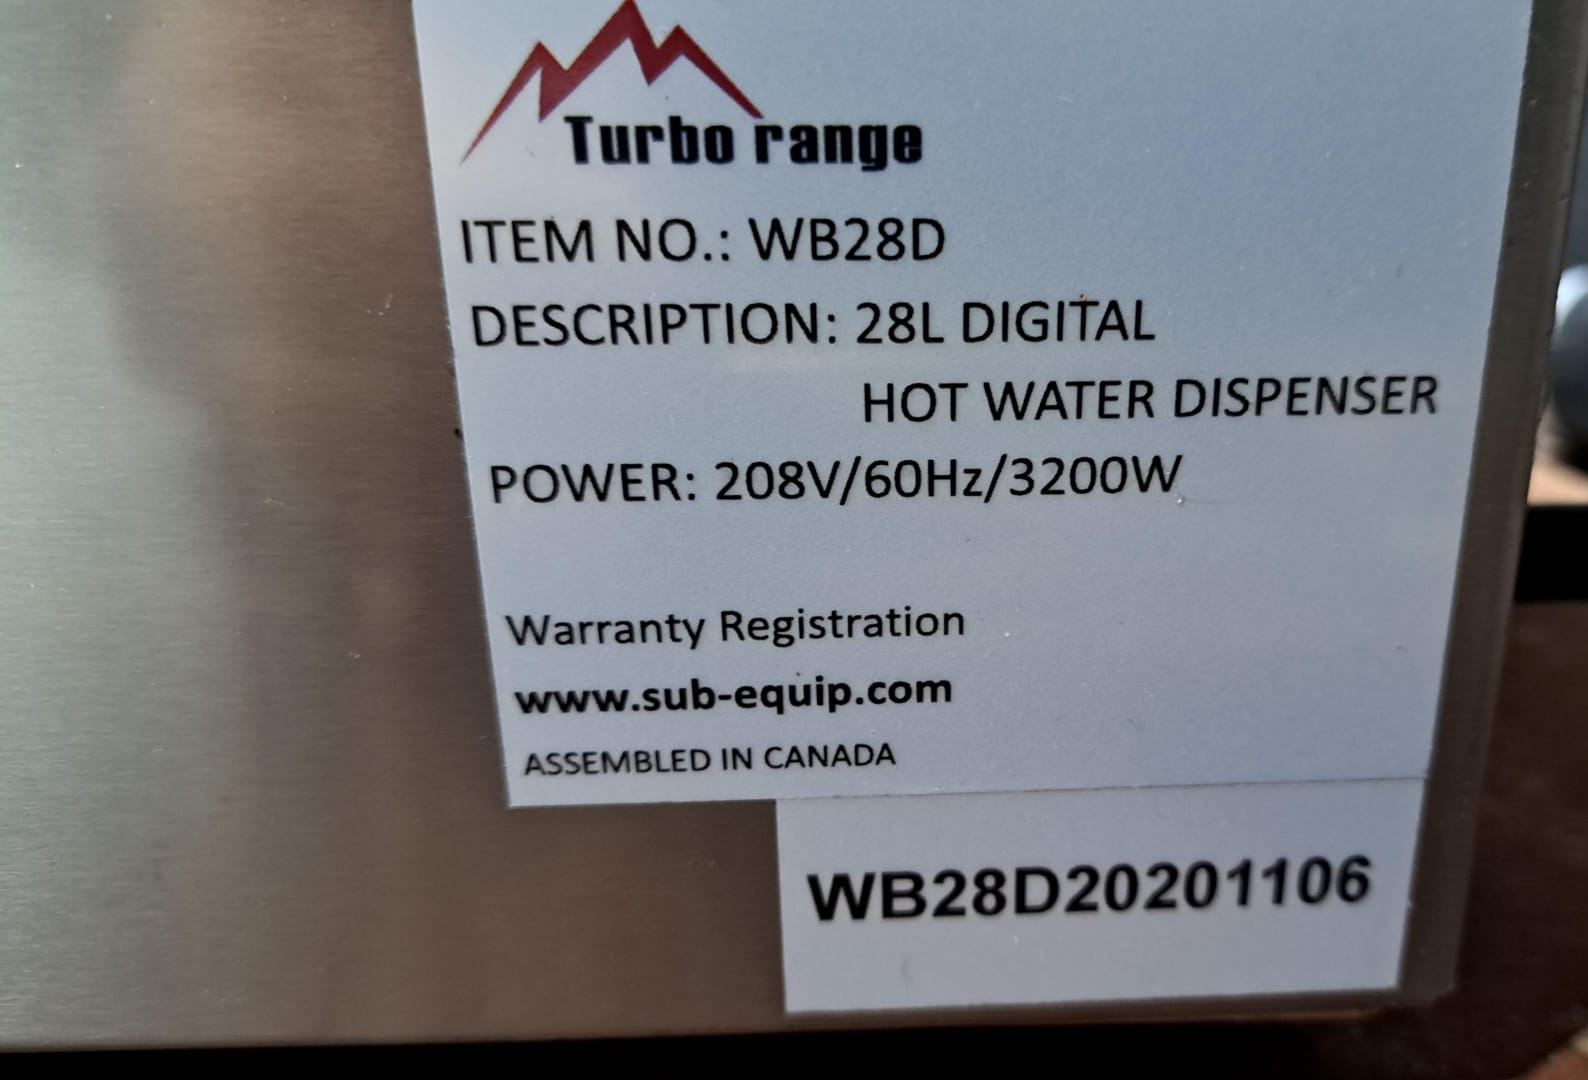 Turbo range
ITEM NO.: WB28D
DESCRIPTION: 28L DIGITAL
HOT WATER DISPENSER
POWER: 208V/60Hz/3200W
Warranty Registration
www.sub-equip.com
ASSEMBLED IN CANADA
WB28D20201106